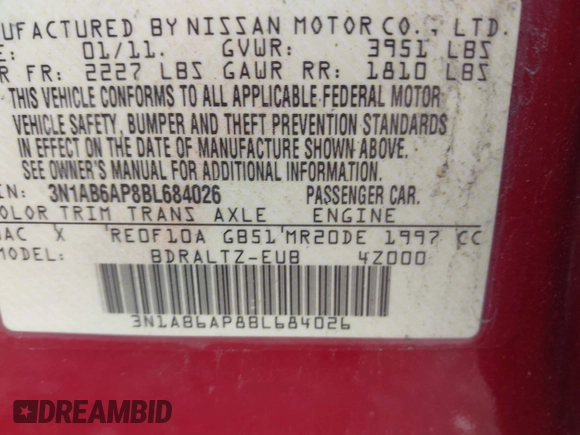 UFACTURED BY NISSAN MOTOR CO., LTD.
E: 01/11. GVWR: 3951 LBS
R FR: 2227 LBS GAWR RR: 1810 LBS
THIS VEHICLE CONFORMS TO ALL APPLICABLE FEDERAL MOTOR
VEHICLE SAFETY, BUMPER AND THEFT PREVENTION STANDARDS
IN EFFECT ON THE DATE OF MANUFACTURE SHOWN ABOVE.
SEE OWNER'S MANUAL FOR ADDITIONAL INFORMATION.
IN: 3N1AB6AP8BL684026 PASSENGER CAR.
COLOR TRIM TRANS AXLE ENGINE
NAC X RE0F10A GB51 MR20DE 1997 CC
MODEL: BDRALTZ-EUB 4Z000
3N1AB6AP8BL684026
DREAMBID